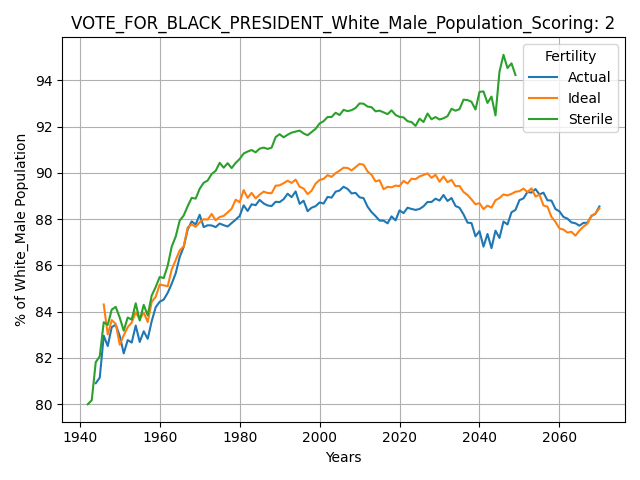 VOTE_FOR_BLACK_PRESIDENT_White_Male_Population_Scoring: 2
% of White_Male Population
94
92
90
88
86
84
82
80
1940
1960
1980
2000
2020
2040
2060
Years
Fertility
Actual
Ideal
Sterile